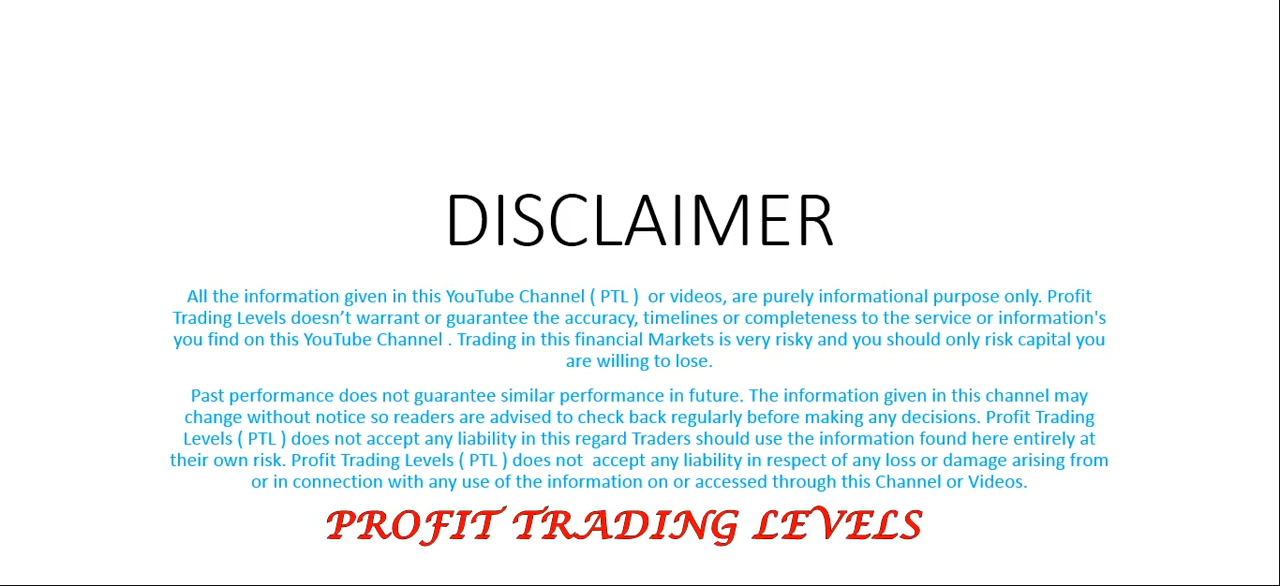 DISCLAIMER
All the information given in this YouTube Channel ( PTL )  or videos, are purely informational purpose only. Profit
Trading Levels doesn’t warrant or guarantee the accuracy, timelines or completeness to the service or information's
you find on this YouTube Channel . Trading in this financial Markets is very risky and you should only risk capital you
are willing to lose.
Past performance does not guarantee similar performance in future. The information given in this channel may
change without notice so readers are advised to check back regularly before making any decisions. Profit Trading
Levels ( PTL ) does not accept any liability in this regard Traders should use the information found here entirely at
their own risk. Profit Trading Levels ( PTL ) does not  accept any liability in respect of any loss or damage arising from
or in connection with any use of the information on or accessed through this Channel or Videos.
PROFIT TRADING LEVELS